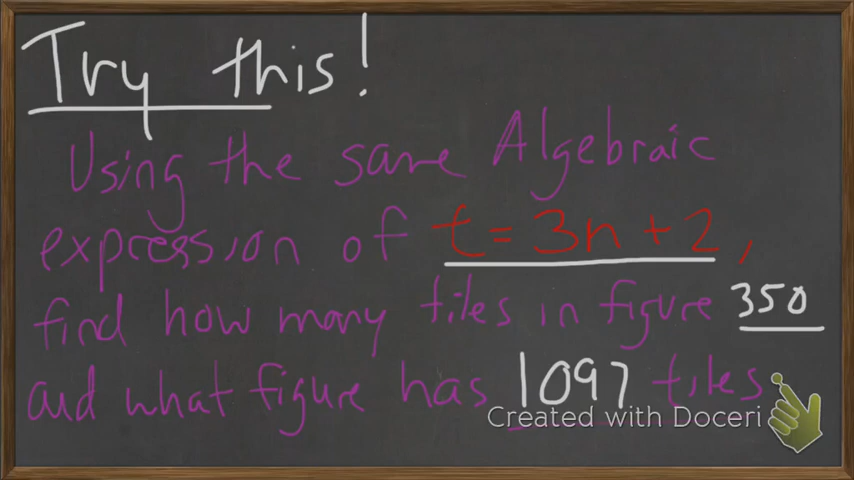 Try this!
Using the same Algebraic
expression of t = 3n + 2,
find how many tiles in figure 350
and what figure has 1097 tiles
Created with Doceri